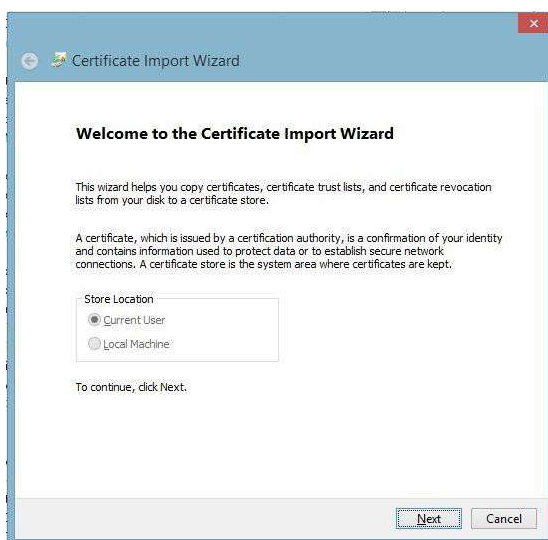 Certificate Import Wizard
Welcome to the Certificate Import Wizard
This wizard helps you copy certificates, certificate trust lists, and certificate revocation
lists from your disk to a certificate store.
A certificate, which is issued by a certification authority, is a confirmation of your identity
and contains information used to protect data or to establish secure network
connections. A certificate store is the system area where certificates are kept.
Store Location
Current User
Local Machine
To continue, click Next.
Next
Cancel